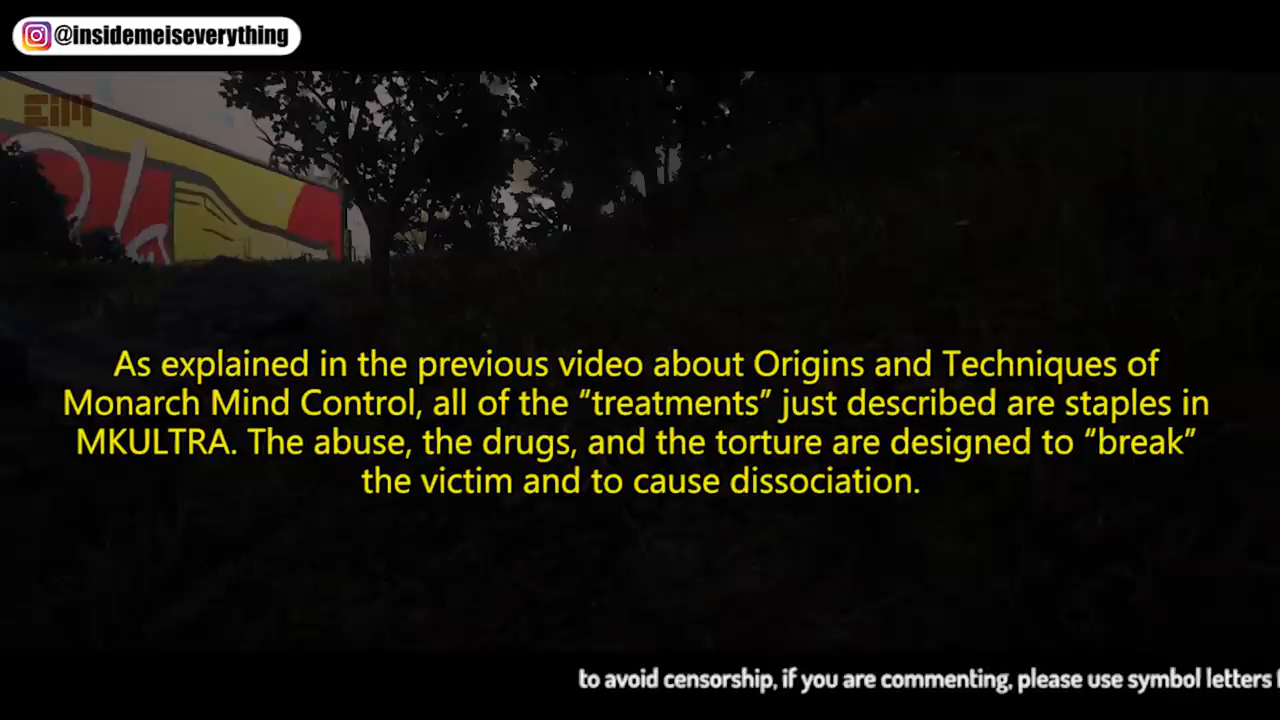 @insidemeiseverything
EiM
As explained in the previous video about Origins and Techniques of
Monarch Mind Control, all of the “treatments” just described are staples in
MKULTRA. The abuse, the drugs, and the torture are designed to “break”
the victim and to cause dissociation.
to avoid censorship, if you are commenting, please use symbol letters